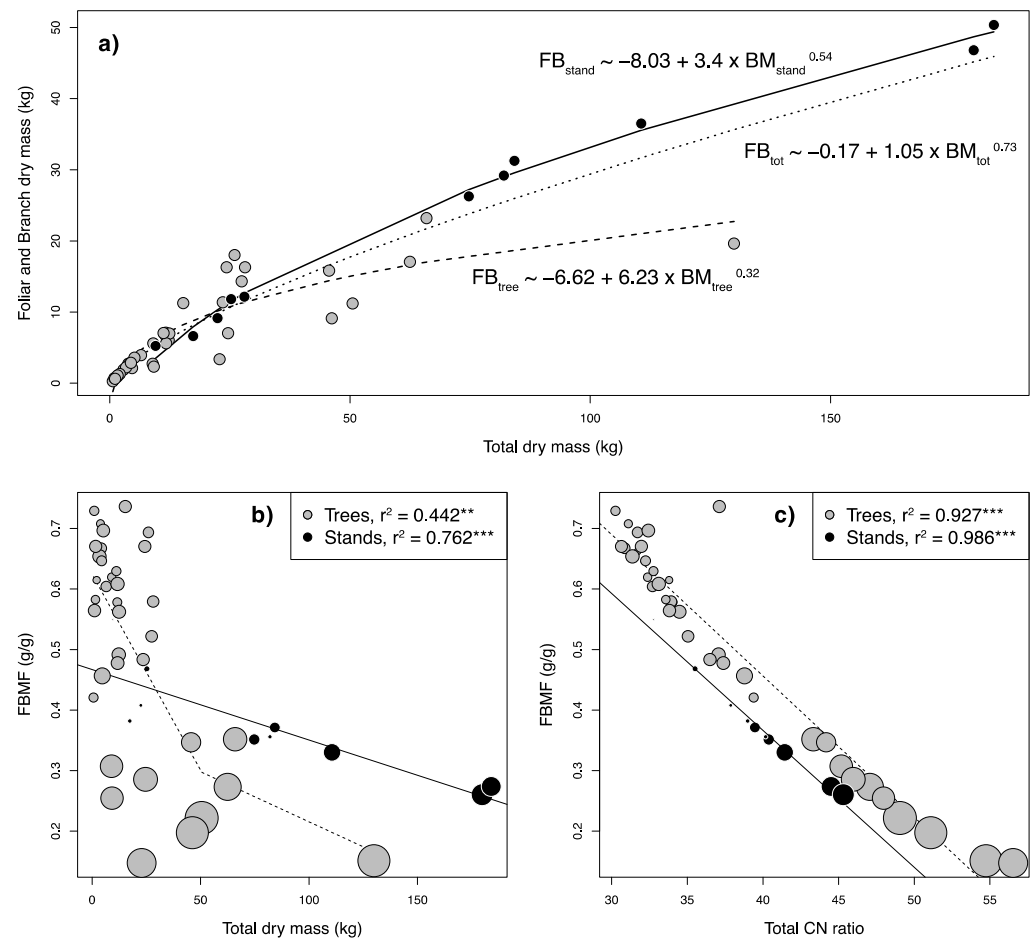 a)
FB_stand ~ −8.03 + 3.4 x BM_stand^0.54
FB_tot ~ −0.17 + 1.05 x BM_tot^0.73
FB_tree ~ −6.62 + 6.23 x BM_tree^0.32
Foliar and Branch dry mass (kg)
50
40
30
20
10
0
0 50 100 150
Total dry mass (kg)
b)
Trees, r² = 0.442**
Stands, r² = 0.762***
FBMF (g/g)
0.7
0.6
0.5
0.4
0.3
0.2
0 50 100 150
Total dry mass (kg)
c)
Trees, r² = 0.927***
Stands, r² = 0.986***
FBMF (g/g)
0.7
0.6
0.5
0.4
0.3
0.2
30 35 40 45 50 55
Total CN ratio